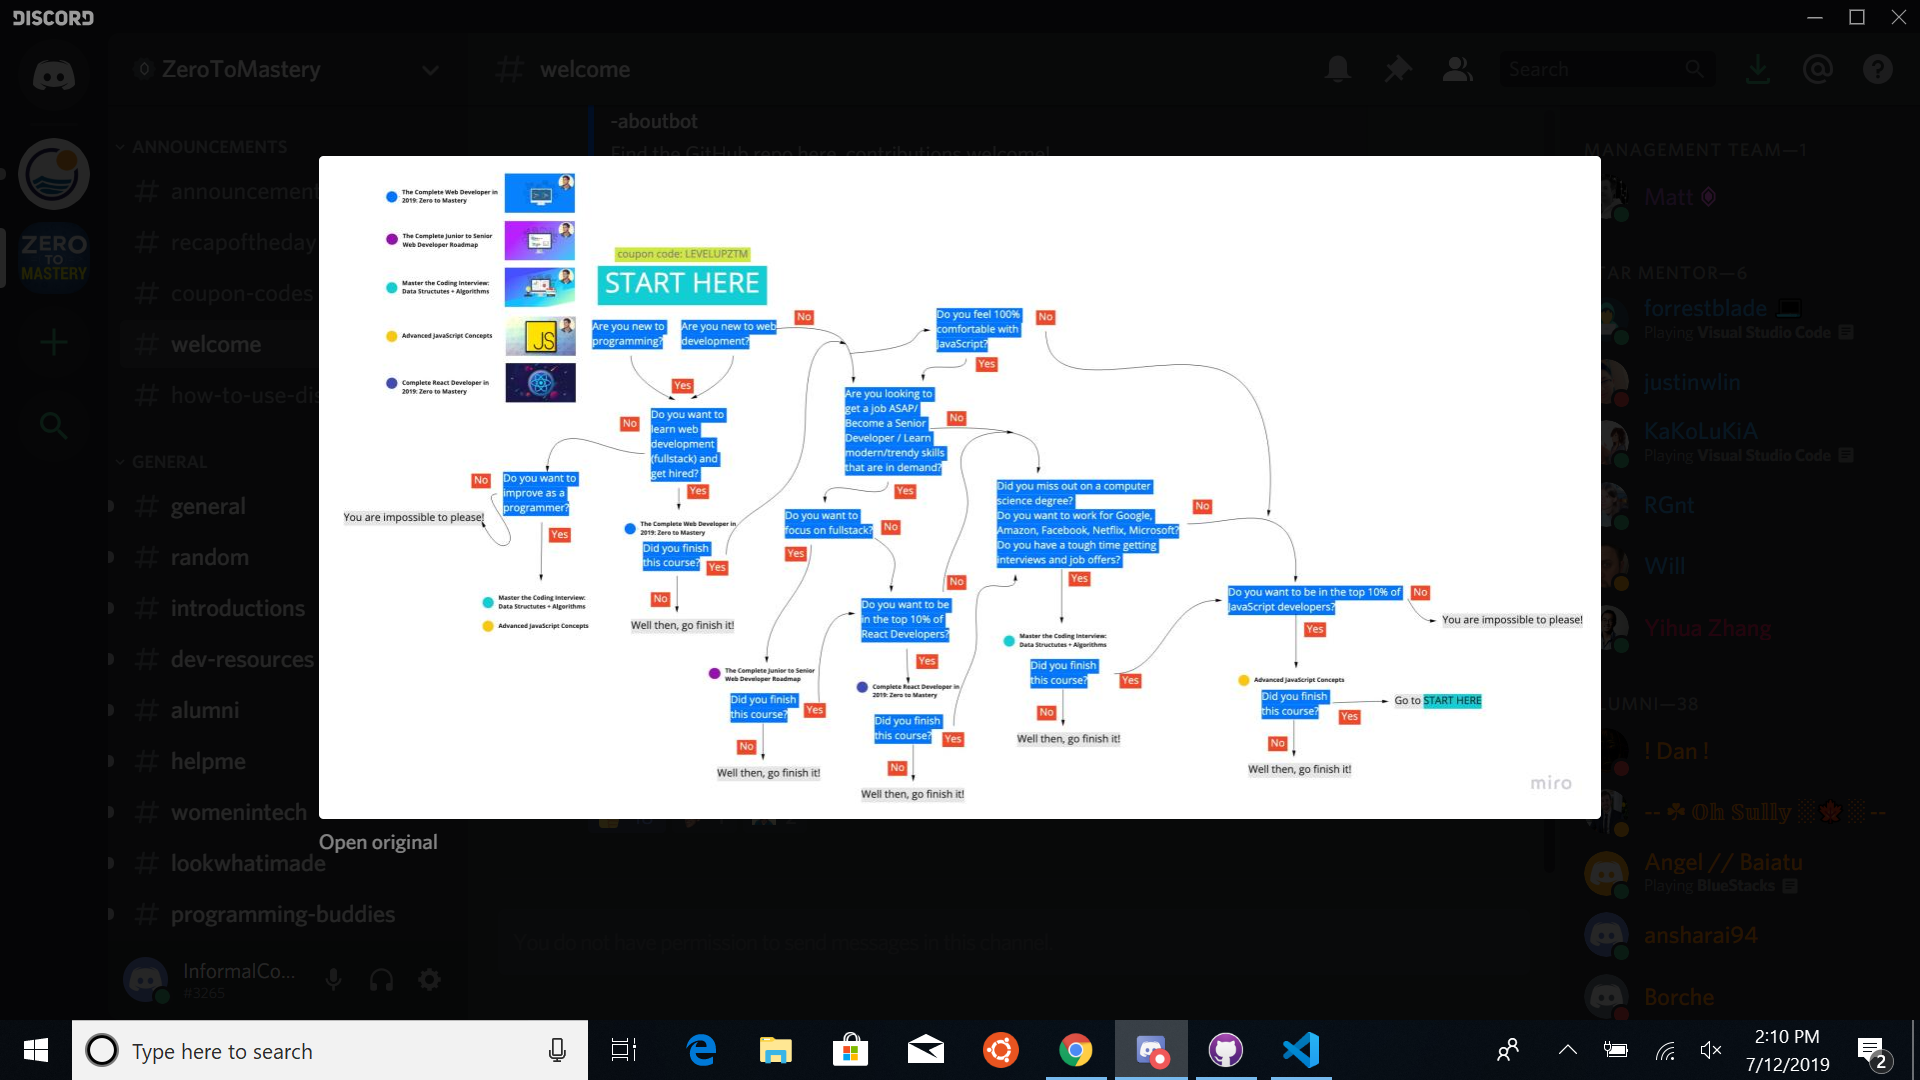 DISCORD
ZeroToMastery
welcome
Search
ANNOUNCEMENTS
announcement
recapoftheday
coupon-codes
welcome
how-to-use-dis
GENERAL
general
random
introductions
dev-resources
alumni
helpme
womenintech
lookwhatimade
programming-buddies
InformalCo...
#3265
ZERO
TO
MASTERY
-aboutbot
Find the GitHub repo here, contributions welcome!
The Complete Web Developer in
2019: Zero to Mastery
The Complete Junior to Senior
Web Developer Roadmap
Master the Coding Interview:
Data Structutes + Algorithms
Advanced JavaScript Concepts
JS
Complete React Developer in
2019: Zero to Mastery
coupon code: LEVELUPZTM
START HERE
Are you new to
programming?
Are you new to web
development?
No
Yes
Do you feel 100%
comfortable with
JavaScript?
No
Yes
Do you want to
learn web
development
(fullstack) and
get hired?
No
Yes
Do you want to
improve as a
programmer?
No
You are impossible to please!
Yes
Master the Coding Interview:
Data Structutes + Algorithms
Advanced JavaScript Concepts
The Complete Web Developer in
2019: Zero to Mastery
Did you finish
this course?
Yes
No
Well then, go finish it!
Are you looking to
get a job ASAP/
Become a Senior
Developer / Learn
modern/trendy skills
that are in demand?
No
Yes
Do you want to
focus on fullstack?
No
Yes
The Complete Junior to Senior
Web Developer Roadmap
Did you finish
this course?
Yes
No
Well then, go finish it!
Do you want to be
in the top 10% of
React Developers?
No
Yes
Complete React Developer in
2019: Zero to Mastery
Did you finish
this course?
Yes
No
Well then, go finish it!
Did you miss out on a computer
science degree?
Do you want to work for Google,
Amazon, Facebook, Netflix, Microsoft?
Do you have a tough time getting
interviews and job offers?
No
Yes
Master the Coding Interview:
Data Structutes + Algorithms
Did you finish
this course?
Yes
No
Well then, go finish it!
Do you want to be in the top 10% of
JavaScript developers?
No
You are impossible to please!
Yes
Advanced JavaScript Concepts
Did you finish
this course?
Yes
Go to START HERE
No
Well then, go finish it!
miro
Open original
You do not have permission to send messages in this channel.
MANAGEMENT TEAM—1
Matt
TAR MENTOR—6
forrestblade
Playing Visual Studio Code
justinwlin
KaKoLuKiA
Playing Visual Studio Code
RGnt
Will
Yihua Zhang
LUMNI—38
! Dan !
-- ☘ 𝕆𝕙 𝕊𝕦𝕝𝕝𝕪 ░🍁░ --
Angel // Baiatu
Playing BlueStacks
ansharai94
Borche
Type here to search
2:10 PM
7/12/2019
2